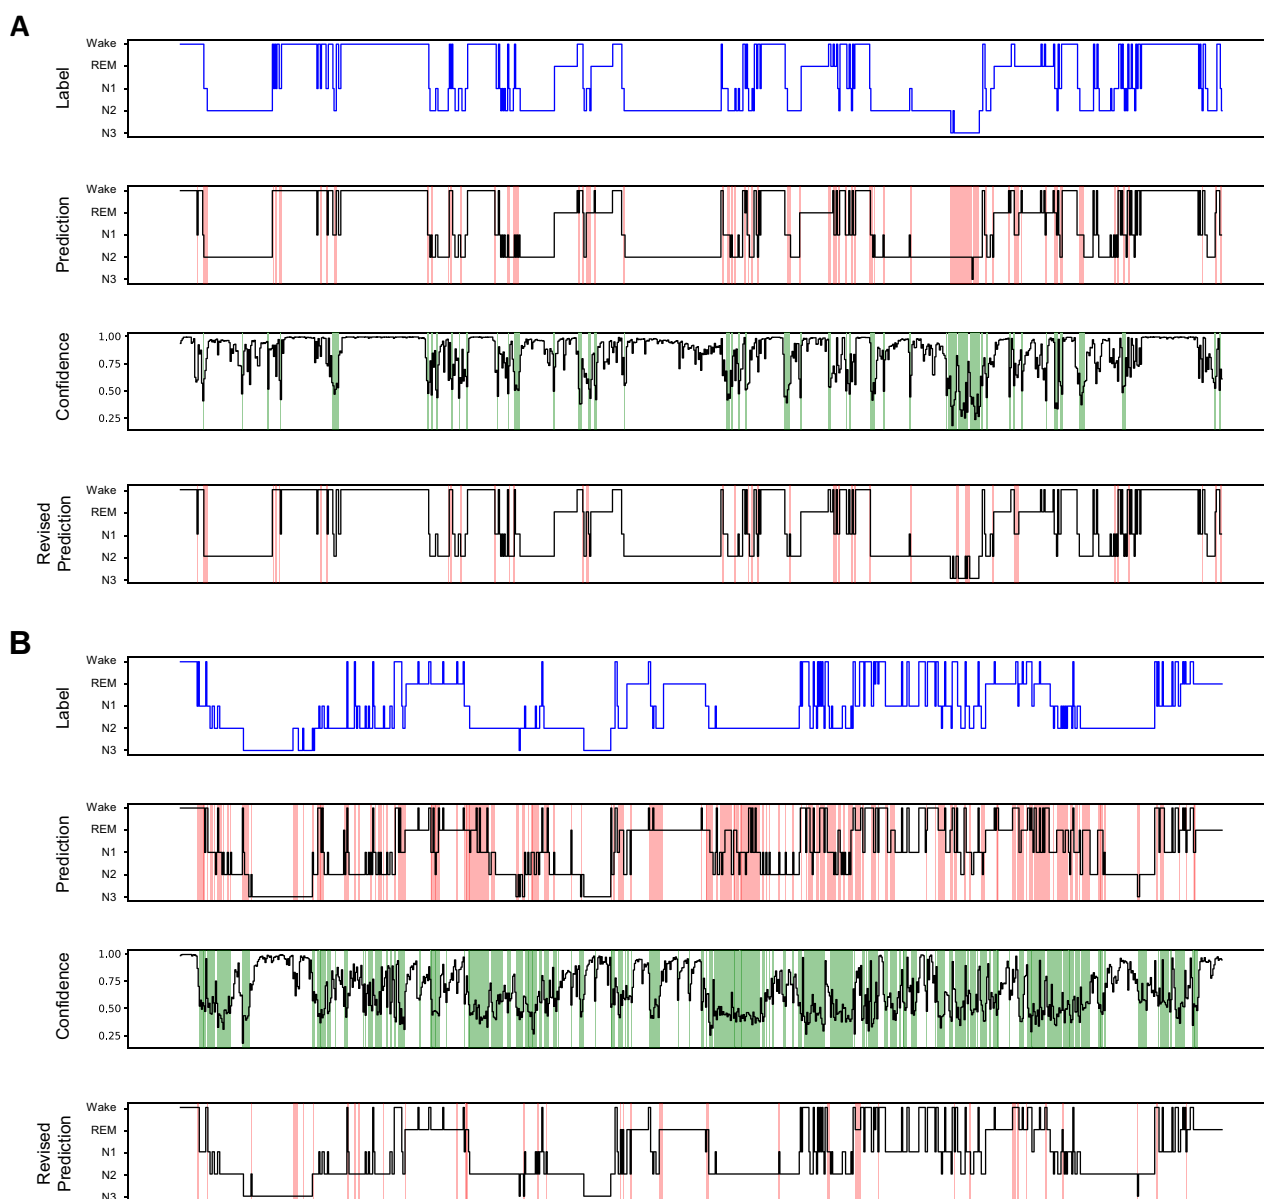 A
Label
Wake
REM
N1
N2
N3
Prediction
Wake
REM
N1
N2
N3
Confidence
1.00
0.75
0.50
0.25
Revised
Prediction
Wake
REM
N1
N2
N3
B
Label
Wake
REM
N1
N2
N3
Prediction
Wake
REM
N1
N2
N3
Confidence
1.00
0.75
0.50
0.25
Revised
Prediction
Wake
REM
N1
N2
N3